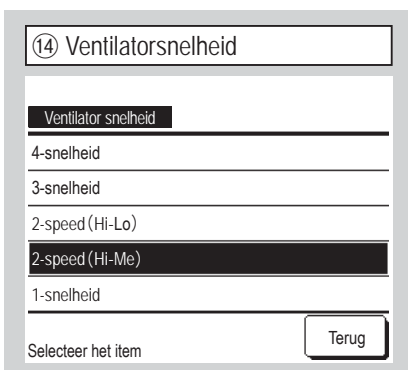 ⑭ Ventilatorsnelheid
Ventilator snelheid
4-snelheid
3-snelheid
2-speed(Hi-Lo)
2-speed(Hi-Me)
1-snelheid
Selecteer het item
Terug